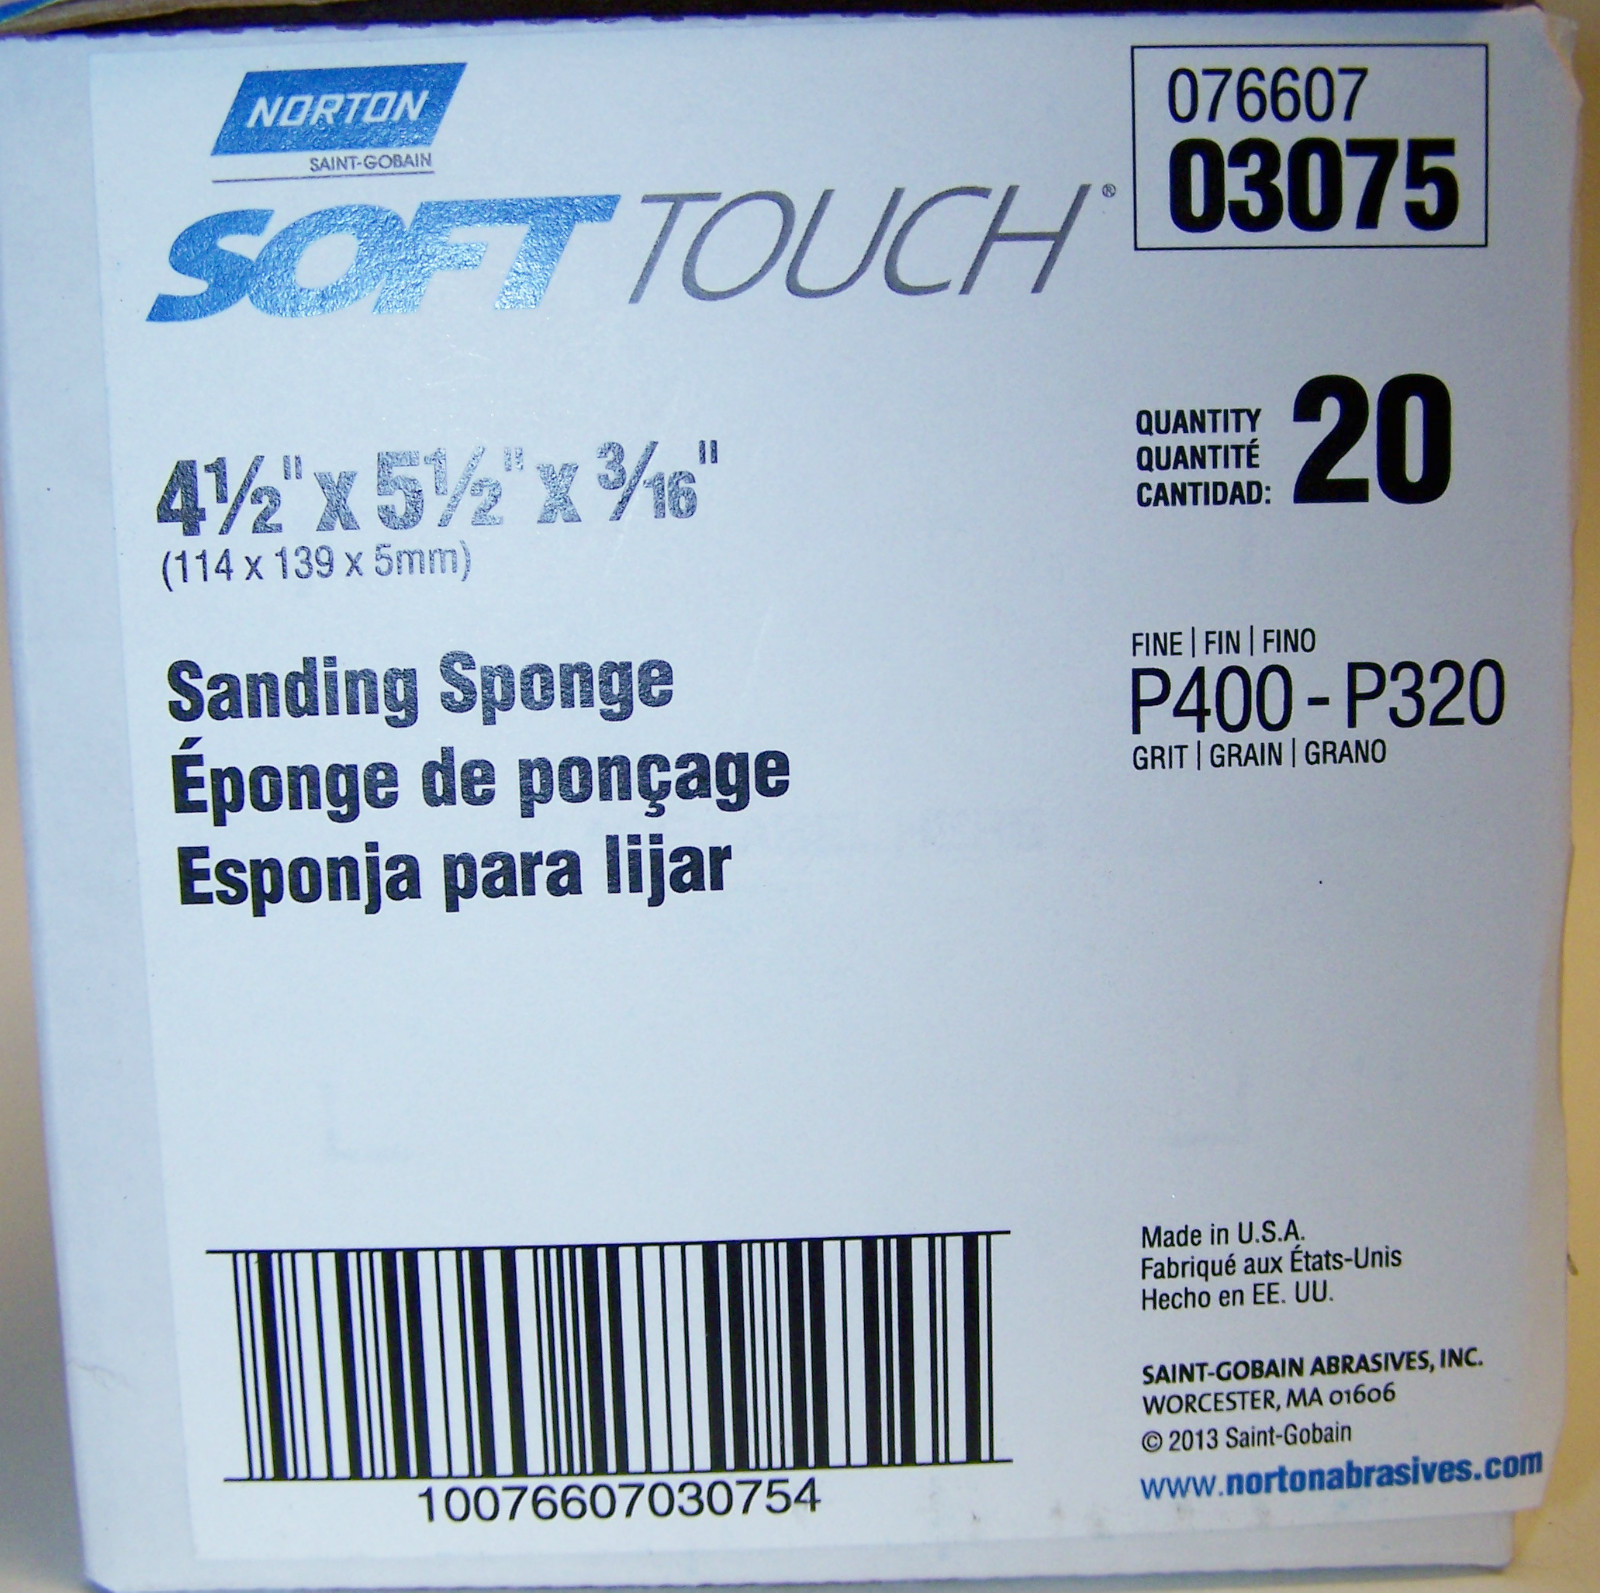 NORTON
SAINT-GOBAIN
SOFT TOUCH®
076607
03075
4½" x 5½" x 3/16"
(114 x 139 x 5mm)
QUANTITY
QUANTITÉ
CANTIDAD:
20
Sanding Sponge
Éponge de ponçage
Esponja para lijar
FINE | FIN | FINO
P400 - P320
GRIT | GRAIN | GRANO
10076607030754
Made in U.S.A.
Fabriqué aux États-Unis
Hecho en EE. UU.
SAINT-GOBAIN ABRASIVES, INC.
WORCESTER, MA 01606
© 2013 Saint-Gobain
www.nortonabrasives.com